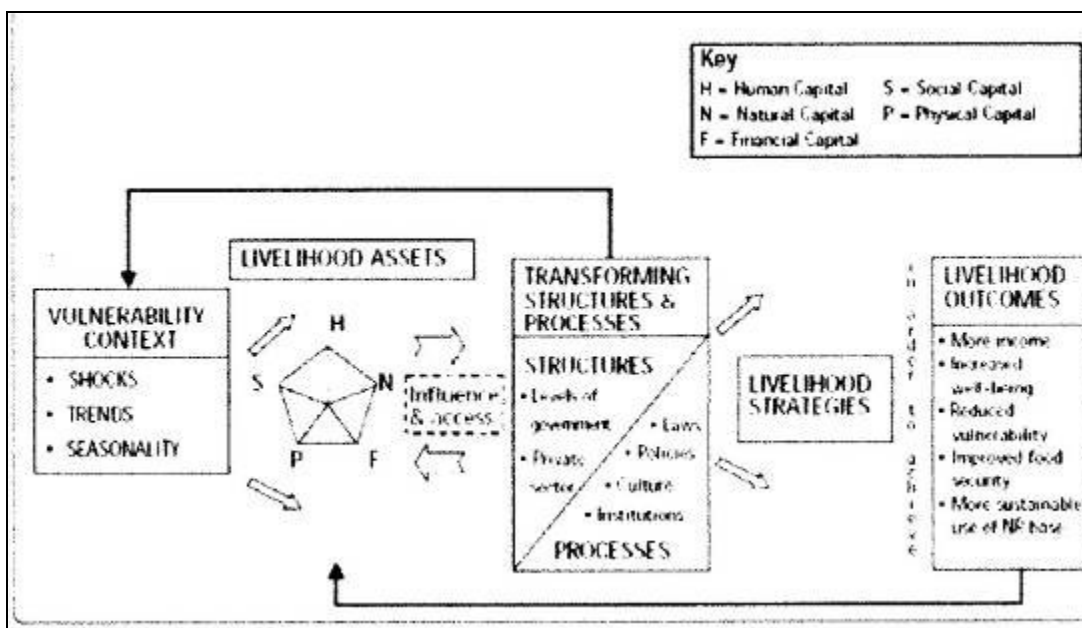 Key
H = Human Capital S = Social Capital
N = Natural Capital P = Physical Capital
F = Financial Capital
LIVELIHOOD ASSETS
VULNERABILITY
CONTEXT
• SHOCKS
• TRENDS
• SEASONALITY
H
S
N
P
F
Influence
& access
TRANSFORMING
STRUCTURES &
PROCESSES
STRUCTURES
• Levels of
government
• Private
sector
• Laws
• Policies
• Culture
• Institutions
PROCESSES
LIVELIHOOD
STRATEGIES
in order to achieve
LIVELIHOOD
OUTCOMES
• More income
• Increased
well-being
• Reduced
vulnerability
• Improved food
security
• More sustainable
use of NR base